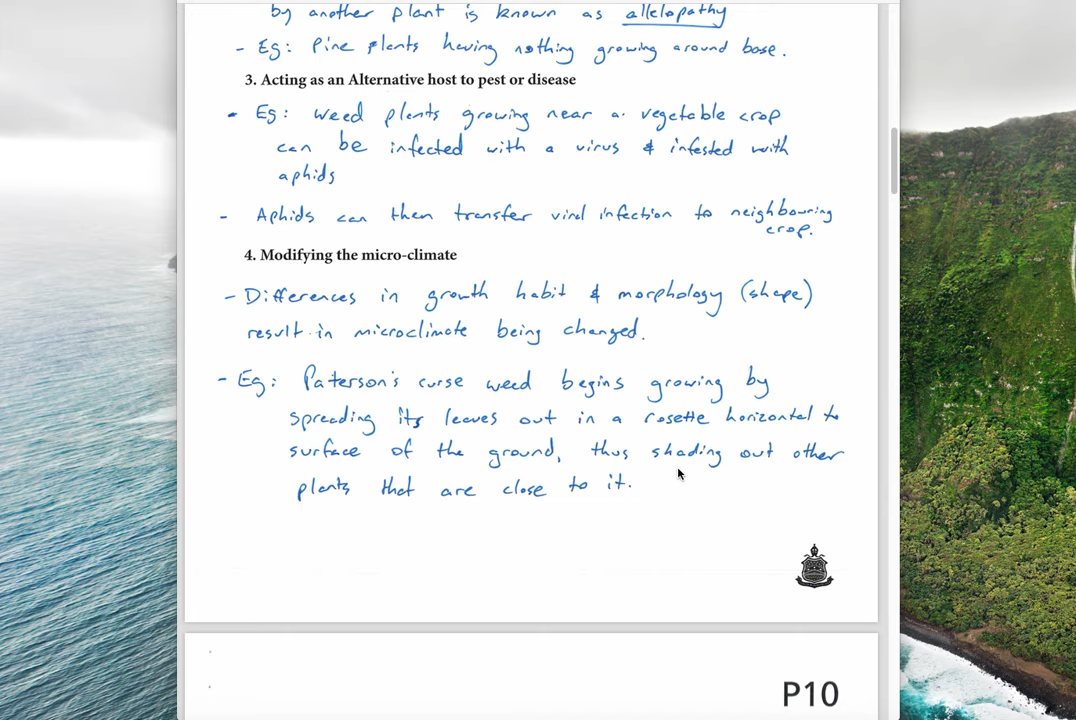 by another plant is known as allelopathy
- Eg: Pine plants having nothing growing around base.
3. Acting as an Alternative host to pest or disease
- Eg: weed plants growing near a vegetable crop
can be infected with a virus & infested with
aphids
- Aphids can then transfer viral infection to neighbouring
crop.
4. Modifying the micro-climate
- Differences in growth habit & morphology (shape)
result in microclimate being changed.
- Eg: Paterson's curse weed begins growing by
spreading its leaves out in a rosette horizontal to
surface of the ground, thus shading out other
plants that are close to it.
P10